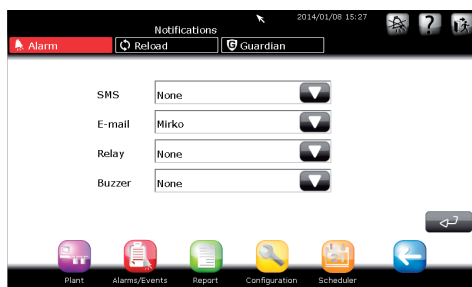 2014/01/08 15:27
Notifications
Alarm
Reload
Guardian
SMS None
E-mail Mirko
Relay None
Buzzer None
Plant Alarms/Events Report Configuration Scheduler